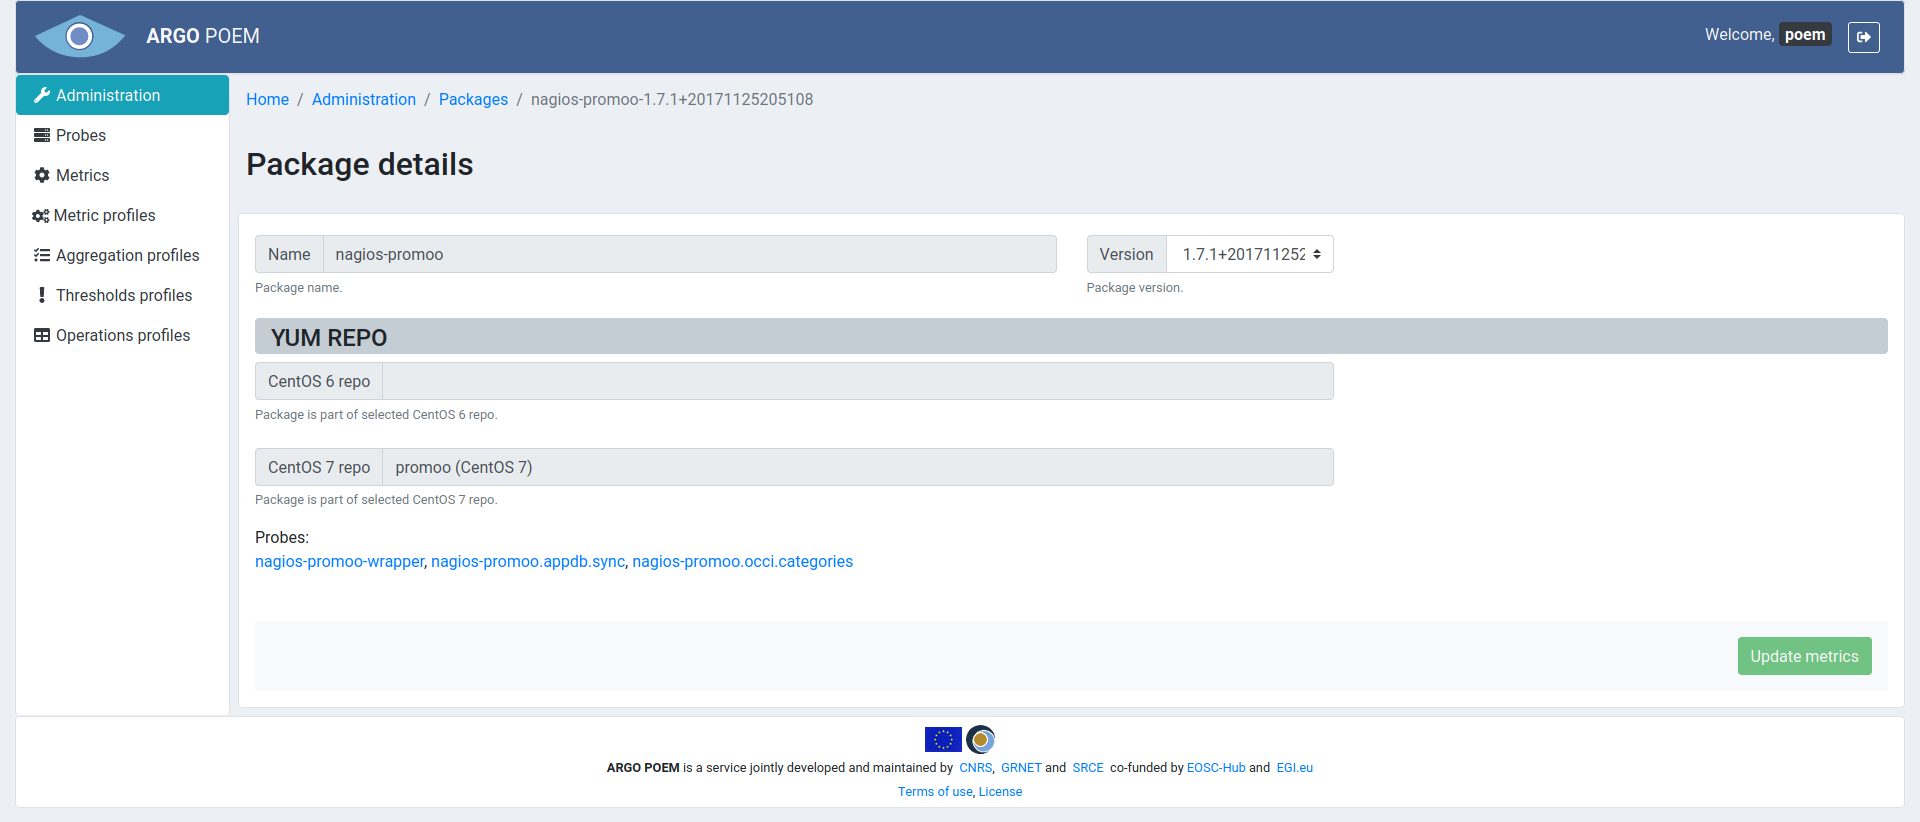 ARGO POEM
Welcome, poem
Administration
Probes
Metrics
Metric profiles
Aggregation profiles
Thresholds profiles
Operations profiles
Home / Administration / Packages / nagios-promoo-1.7.1+20171125205108
Package details
Name nagios-promoo
Package name.
Version 1.7.1+201711252
Package version.
YUM REPO
CentOS 6 repo
Package is part of selected CentOS 6 repo.
CentOS 7 repo promoo (CentOS 7)
Package is part of selected CentOS 7 repo.
Probes:
nagios-promoo-wrapper, nagios-promoo.appdb.sync, nagios-promoo.occi.categories
Update metrics
ARGO POEM is a service jointly developed and maintained by CNRS, GRNET and SRCE co-funded by EOSC-Hub and EGI.eu
Terms of use, License